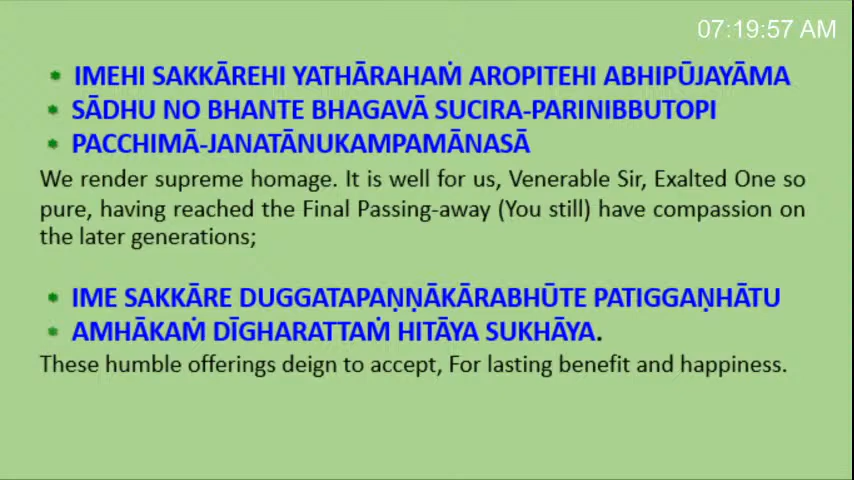 07:19:57 AM
IMEHI SAKKĀREHI YATHĀRAHAṀ AROPITEHI ABHIPŪJAYĀMA
SĀDHU NO BHANTE BHAGAVĀ SUCIRA-PARINIBBUTOPI
PACCHIMĀ-JANATĀNUKAMPAMĀNASĀ
We render supreme homage. It is well for us, Venerable Sir, Exalted One so
pure, having reached the Final Passing-away (You still) have compassion on
the later generations;
IME SAKKĀRE DUGGATAPAṆṆĀKĀRABHŪTE PATIGGAṆHĀTU
AMHĀKAṀ DĪGHARATTAṀ HITĀYA SUKHĀYA.
These humble offerings deign to accept, For lasting benefit and happiness.